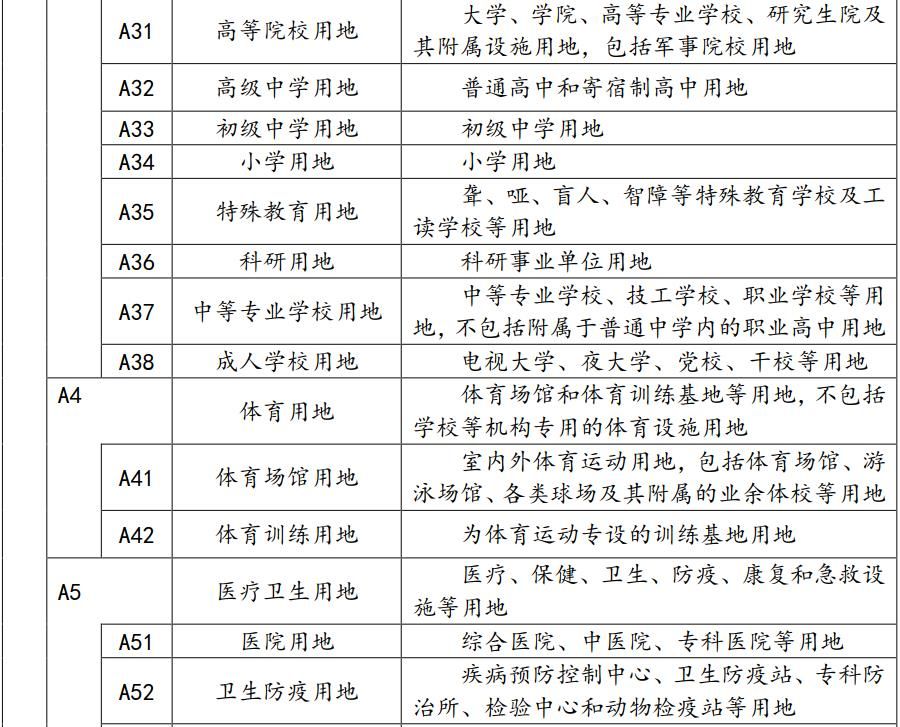 A31 高等院校用地 大学、学院、高等专业学校、研究生院及
其附属设施用地，包括军事院校用地
A32 高级中学用地 普通高中和寄宿制高中用地
A33 初级中学用地 初级中学用地
A34 小学用地 小学用地
A35 特殊教育用地 聋、哑、盲人、智障等特殊教育学校及工
读学校等用地
A36 科研用地 科研事业单位用地
A37 中等专业学校用地 中等专业学校、技工学校、职业学校等用
地，不包括附属于普通中学内的职业高中用地
A38 成人学校用地 电视大学、夜大学、党校、干校等用地
A4 体育用地 体育场馆和体育训练基地等用地，不包括
学校等机构专用的体育设施用地
A41 体育场馆用地 室内外体育运动用地，包括体育场馆、游
泳场馆、各类球场及其附属的业余体校等用地
A42 体育训练用地 为体育运动专设的训练基地用地
A5 医疗卫生用地 医疗、保健、卫生、防疫、康复和急救设
施等用地
A51 医院用地 综合医院、中医院、专科医院等用地
A52 卫生防疫用地 疾病预防控制中心、卫生防疫站、专科防
治所、检验中心和动物检疫站等用地